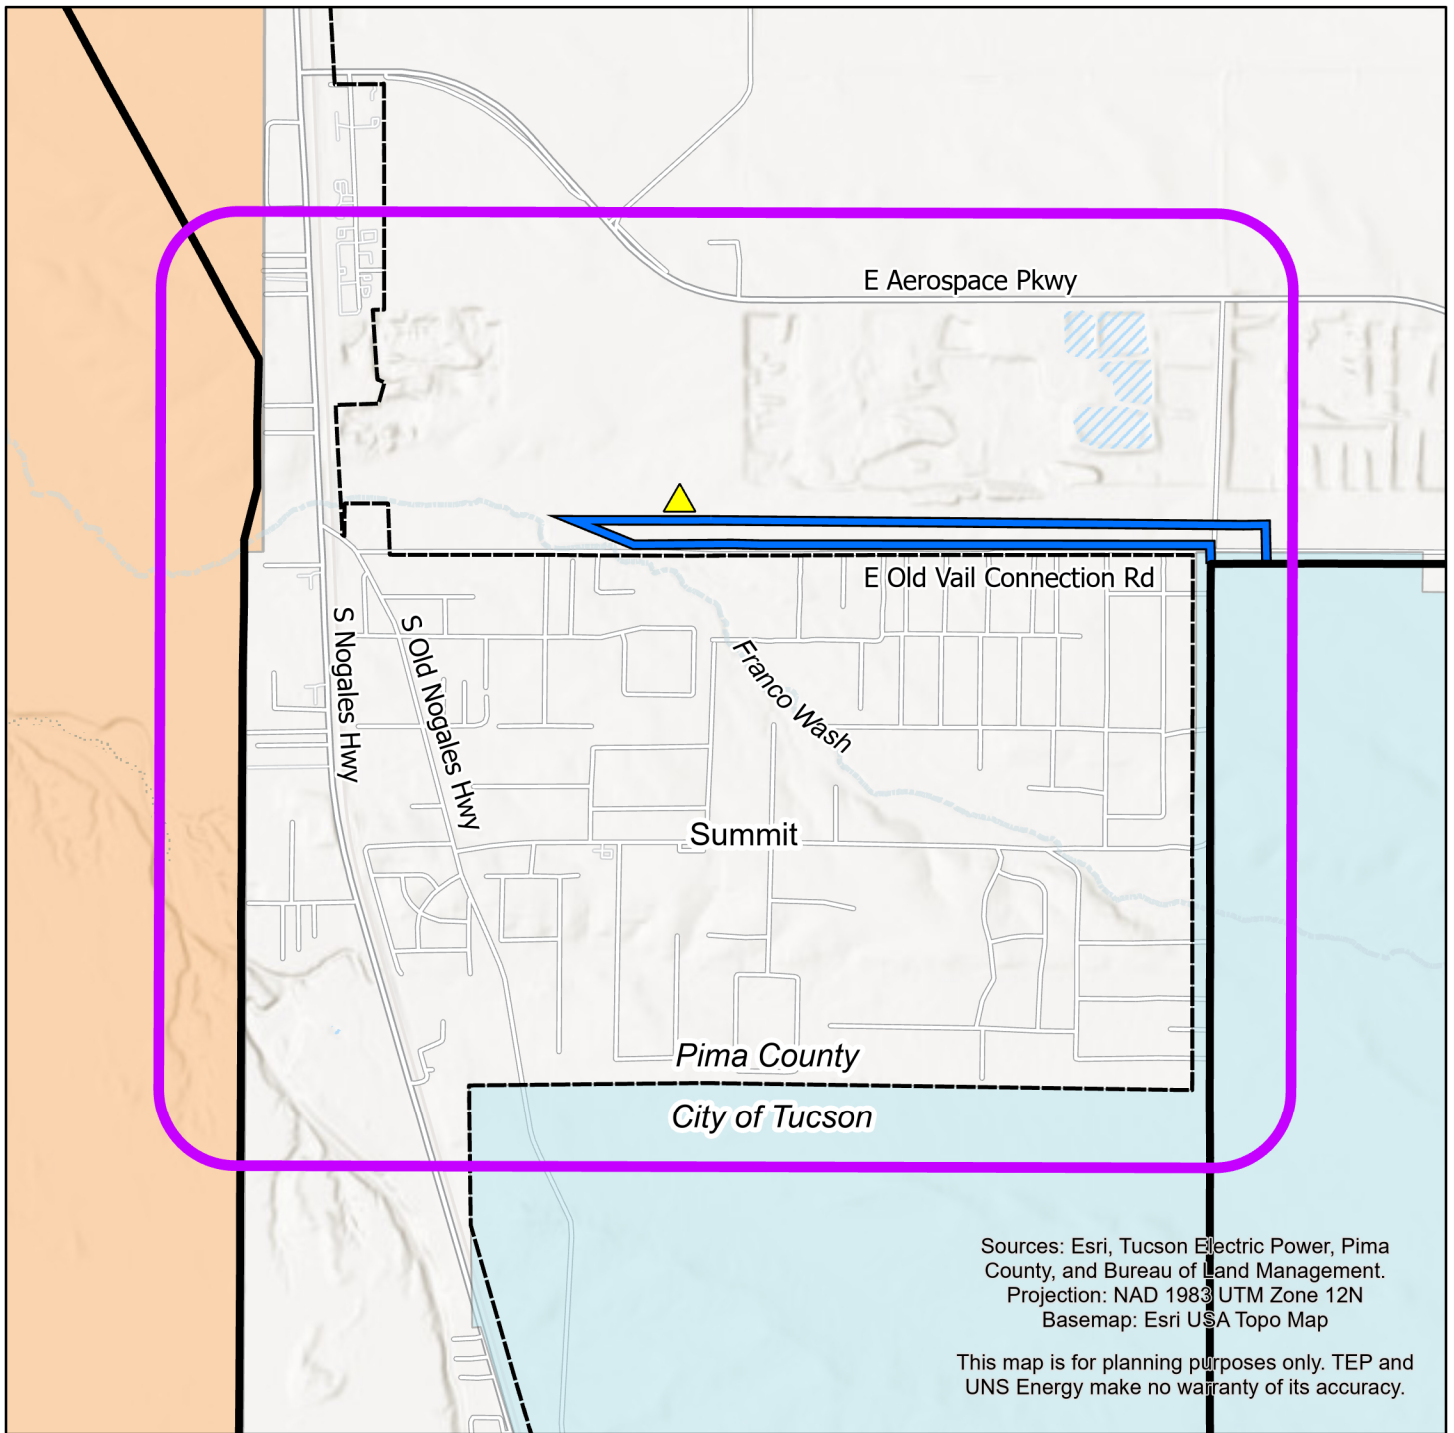 E Aerospace Pkwy
E Old Vail Connection Rd
S Nogales Hwy
S Old Nogales Hwy
Franco Wash
Summit
Pima County
City of Tucson
Sources: Esri, Tucson Electric Power, Pima
County, and Bureau of Land Management.
Projection: NAD 1983 UTM Zone 12N
Basemap: Esri USA Topo Map
This map is for planning purposes only. TEP and
UNS Energy make no warranty of its accuracy.